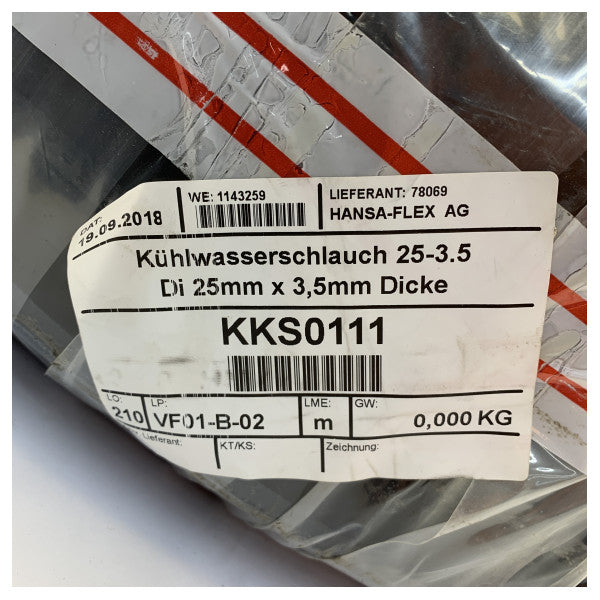 DAT:
19.09.2018
WE: 1143259
LIEFERANT: 78069
HANSA-FLEX AG
Kühlwasserschlauch 25-3.5
Di 25mm x 3,5mm Dicke
KKS0111
LO: 210
LP: VF01-B-02
LME: m
GW: 0,000 KG
Lieferant:
KT/KS:
Zeichnung: